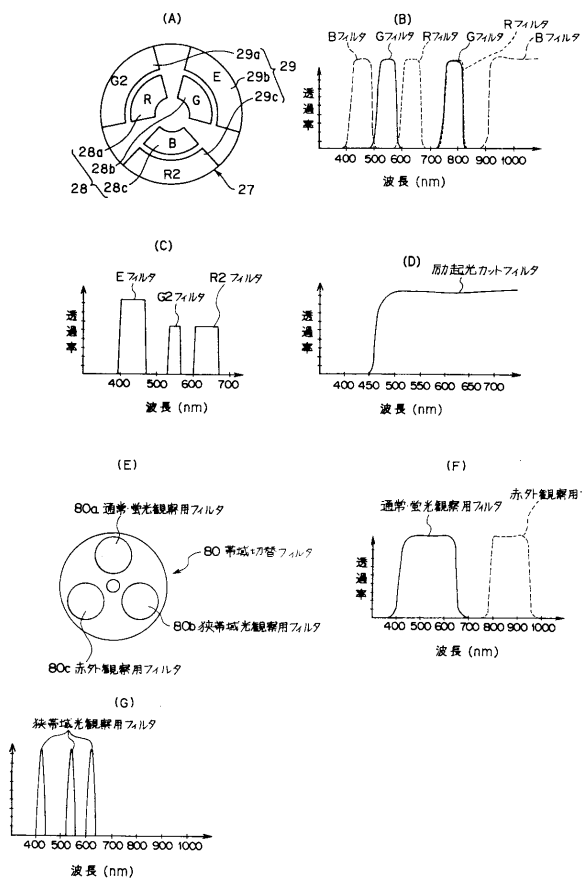 (A)
29a
29
G2
E
29b
R
G
29c
28a
B
28b
28
28c
R2
27
(B)
Rフィルタ
Bフィルタ Gフィルタ Rフィルタ Gフィルタ Bフィルタ
透過率
400 500 600 700 800 900 1000
波長 (nm)
(C)
Eフィルタ
G2フィルタ
R2フィルタ
透過率
400 500 600 700
波長 (nm)
(D)
励起光カットフィルタ
透過率
400 450 500 550 600 650 700
波長 (nm)
(E)
80a 通常・蛍光観察用フィルタ
80 帯域切替フィルタ
80b 狭帯域光観察用フィルタ
80c 赤外観察用フィルタ
(F)
赤外観察用
通常・蛍光観察用フィルタ
透過率
400 500 600 700 800 900 1000
波長 (nm)
(G)
狭帯域光観察用フィルタ
400 500 600 700 800 900 1000
波長 (nm)